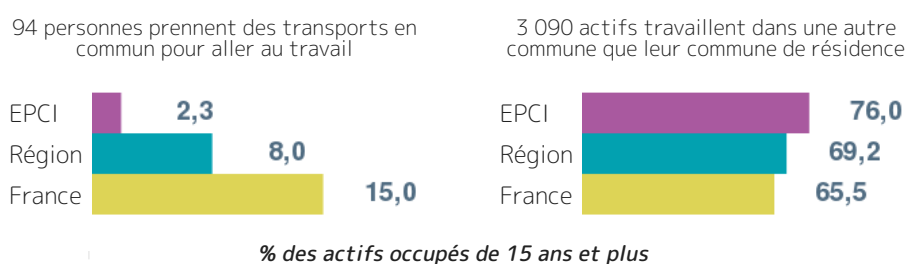 94 personnes prennent des transports en
commun pour aller au travail
EPCI 2,3
Région 8,0
France 15,0
3 090 actifs travaillent dans une autre
commune que leur commune de résidence
EPCI 76,0
Région 69,2
France 65,5
% des actifs occupés de 15 ans et plus